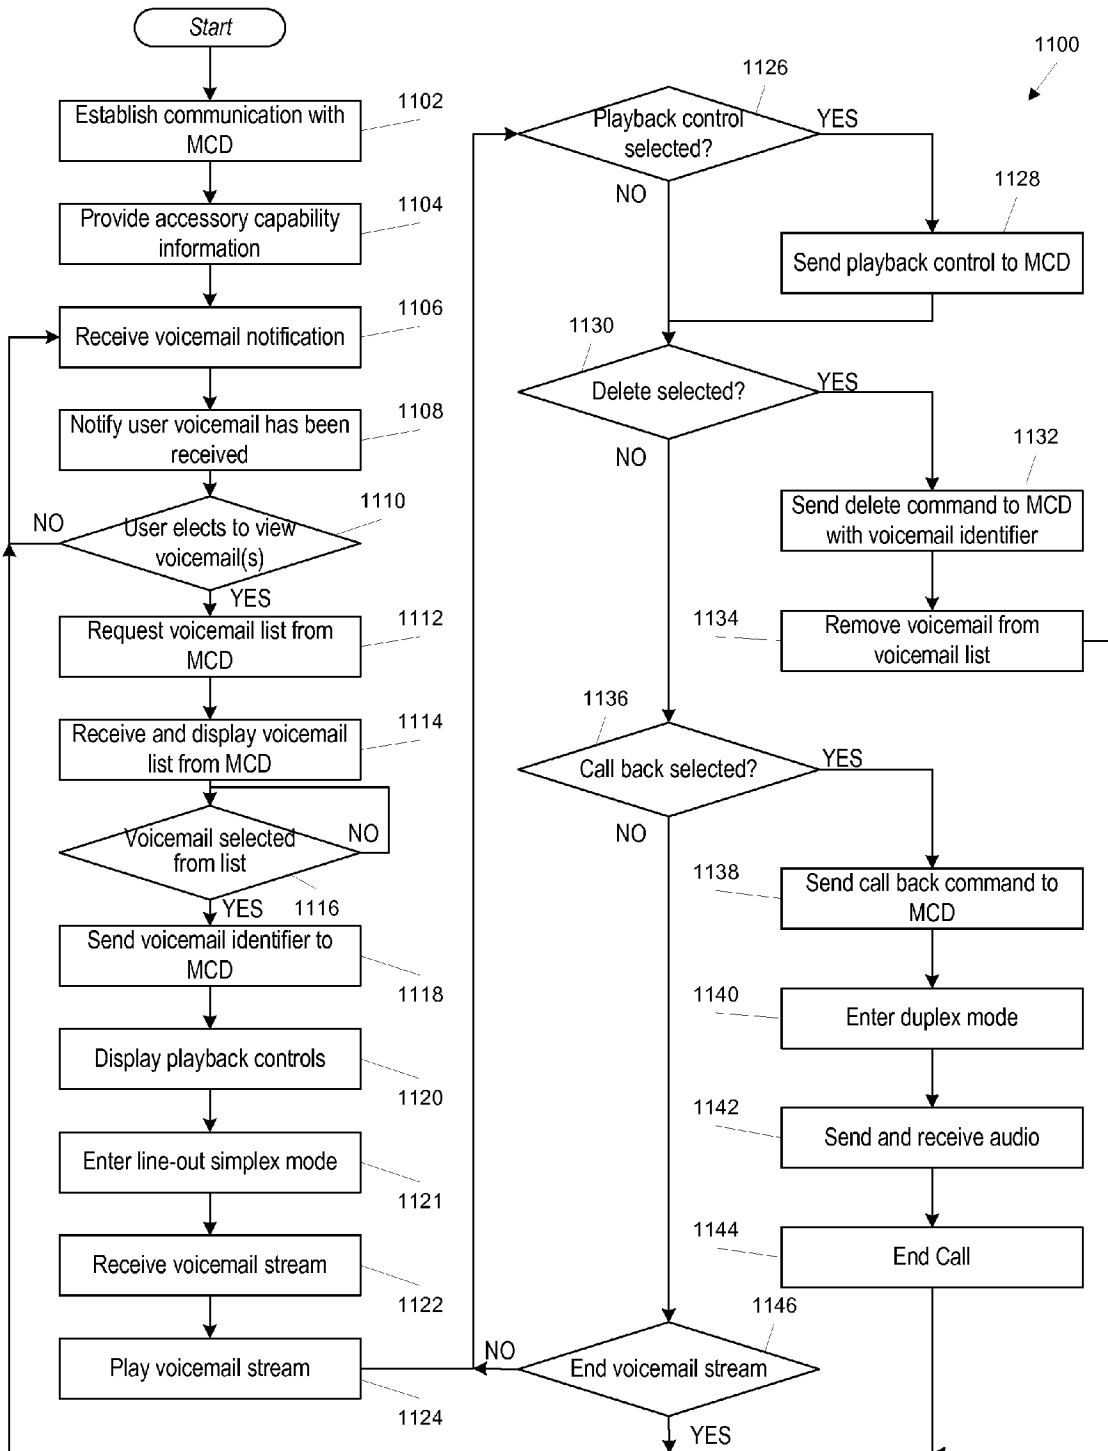 Start
1100
Establish communication with
MCD
1102
Provide accessory capability
information
1104
Receive voicemail notification
1106
Notify user voicemail has been
received
1108
User elects to view
voicemail(s)
1110
NO
YES
Request voicemail list from
MCD
1112
Receive and display voicemail
list from MCD
1114
Voicemail selected
from list
NO
YES
1116
Send voicemail identifier to
MCD
1118
Display playback controls
1120
Enter line-out simplex mode
1121
Receive voicemail stream
1122
Play voicemail stream
1124
1126
Playback control
selected?
YES
NO
1128
Send playback control to MCD
1130
Delete selected?
YES
NO
1132
Send delete command to MCD
with voicemail identifier
1134
Remove voicemail from
voicemail list
1136
Call back selected?
YES
NO
1138
Send call back command to
MCD
1140
Enter duplex mode
1142
Send and receive audio
1144
End Call
1146
End voicemail stream
NO
YES